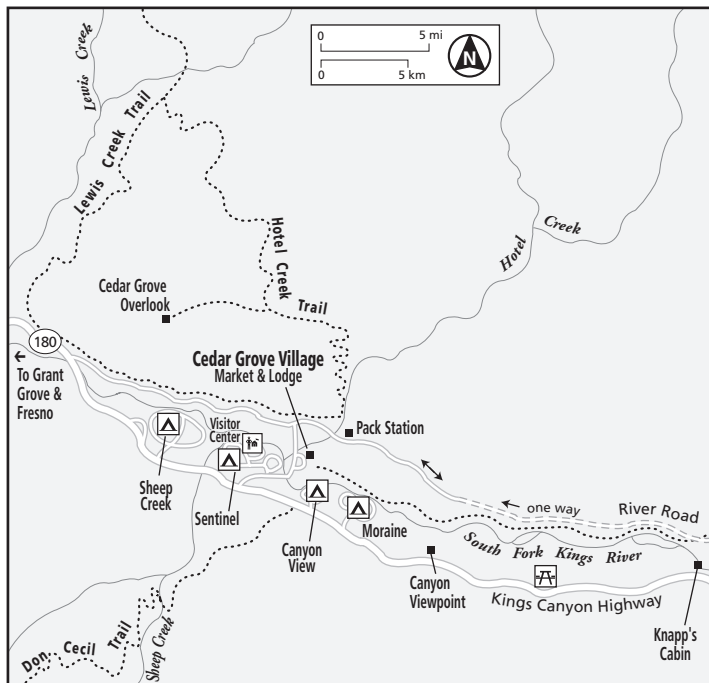 Lewis Creek
0 5 mi
0 5 km
N
Lewis Creek Trail
Hotel Creek
Hotel Creek Trail
Cedar Grove
Overlook
180
To Grant
Grove &
Fresno
Cedar Grove Village
Market & Lodge
Visitor
Center
Pack Station
Sheep
Creek
Sentinel
Canyon
View
Moraine
one way
River Road
South Fork Kings River
Canyon
Viewpoint
Kings Canyon Highway
Knapp's
Cabin
Don Cecil Trail
Sheep Creek